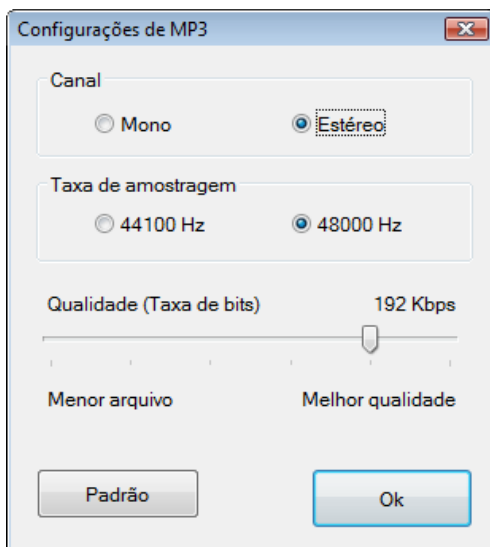 Configurações de MP3
Canal
Mono Estéreo
Taxa de amostragem
44100 Hz 48000 Hz
Qualidade (Taxa de bits) 192 Kbps
Menor arquivo Melhor qualidade
Padrão Ok